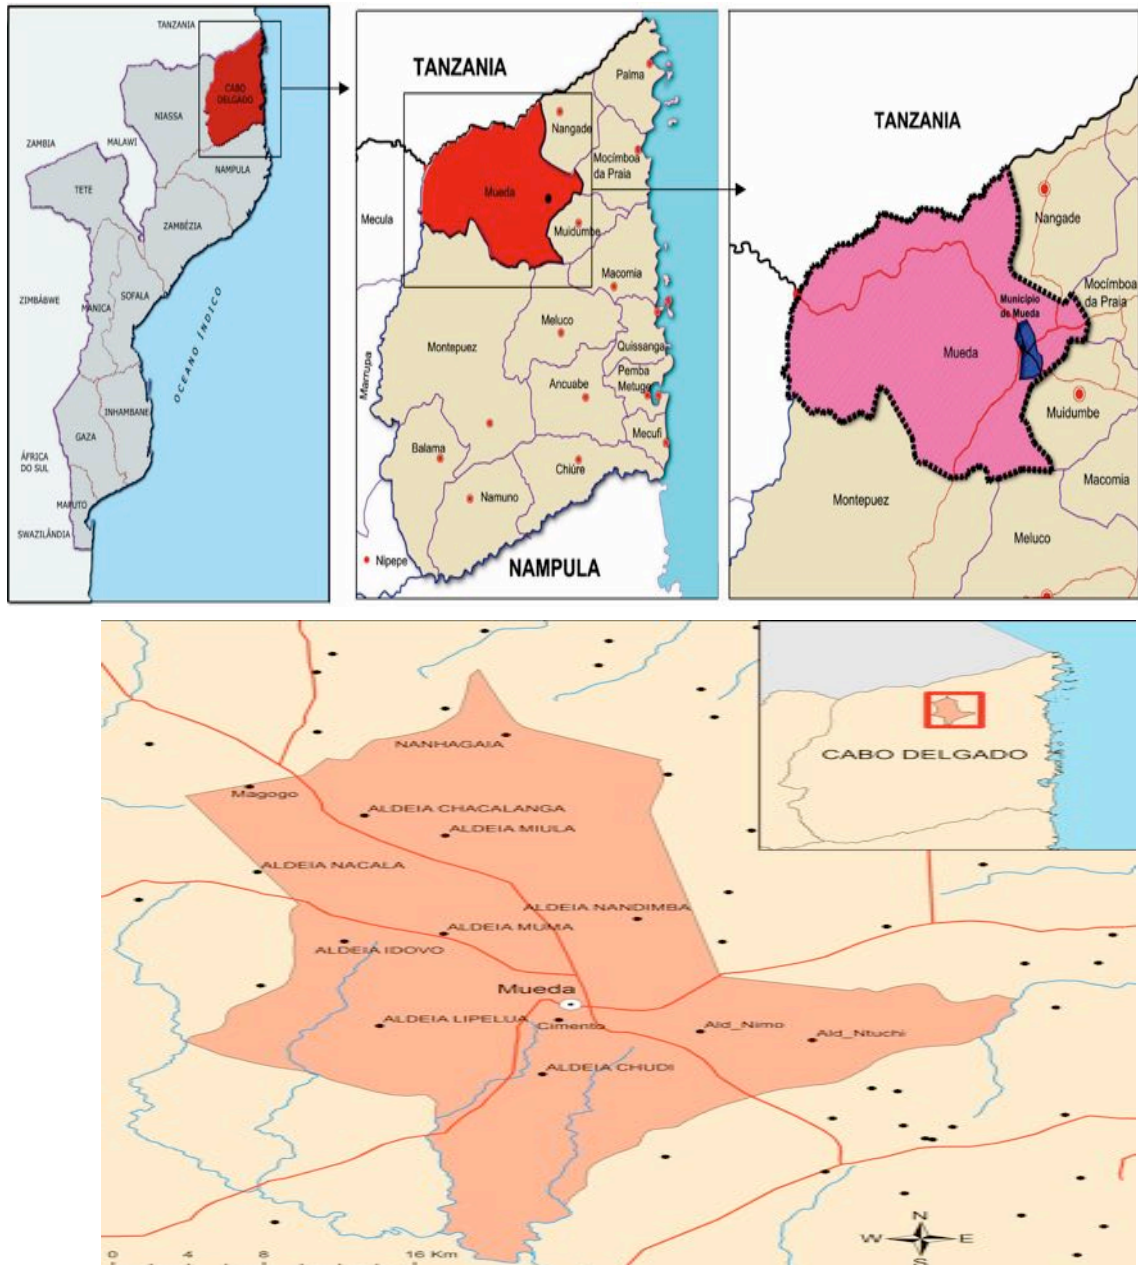 TANZANIA
CABO
DELGADO
NIASSA
ZAMBIA
MALAWI
NAMPULA
TETE
ZAMBÉZIA
SOFALA
ZIMBÁBWE
MANICA
OCEANO ÍNDICO
INHAMBANE
GAZA
ÁFRICA
DO SUL
MAPUTO
SWAZILÂNDIA
TANZANIA
Palma
Nangade
Mocímboa
da Praia
Mueda
Mecula
Muidumbe
Macomia
Meluco
Montepuez
Quissanga
Marrupa
Pemba
Metuge
Ancuabe
Mecufi
Balama
Chiúre
Namuno
Nipepe
NAMPULA
TANZANIA
Nangade
Mocímboa
da Praia
Município
de Mueda
Mueda
Muidumbe
Macomia
Montepuez
Meluco
CABO DELGADO
NANHAGAIA
Magogo
ALDEIA CHACALANGA
ALDEIA MIULA
ALDEIA NACALA
ALDEIA NANDIMBA
ALDEIA MUMA
ALDEIA IDOVO
Mueda
ALDEIA LIPELUA
Cimento
Ald_Nimo
Ald_Ntuchi
ALDEIA CHUDI
N
W E
S
0 4 8 16 Km